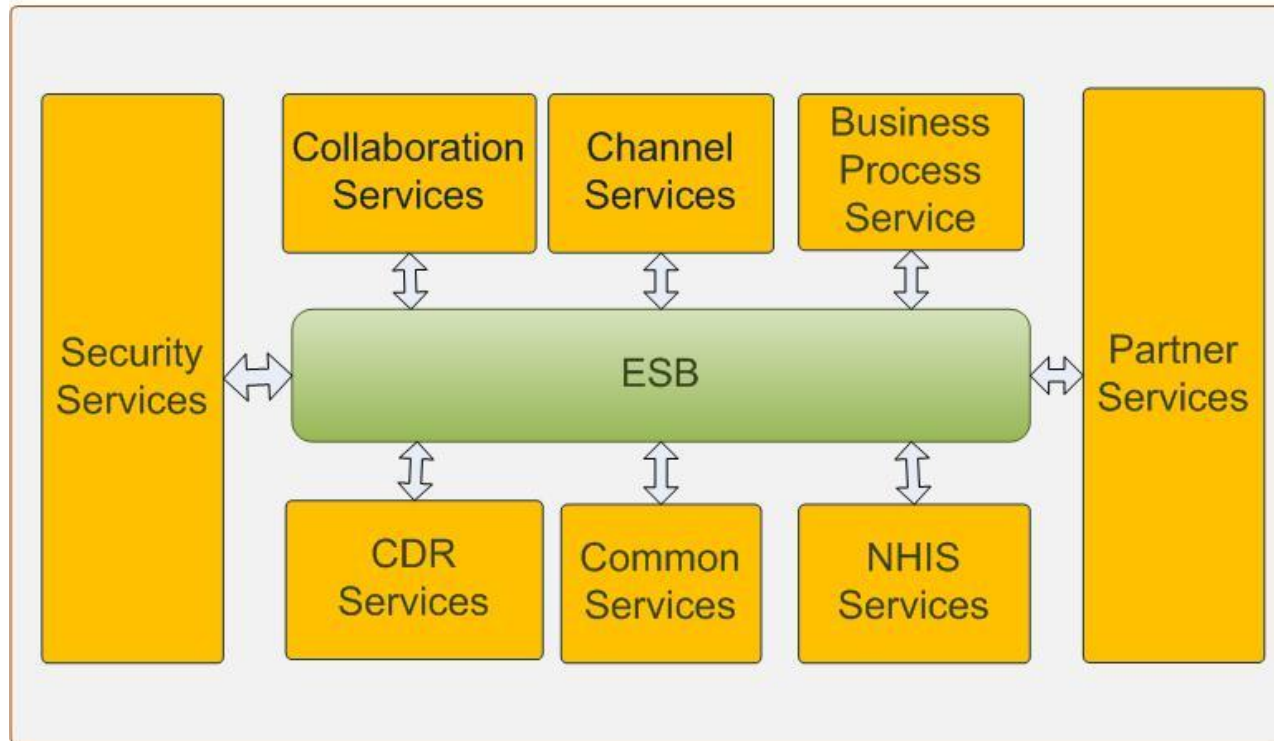 Collaboration
Services
Channel
Services
Business
Process
Service
Security
Services
ESB
Partner
Services
CDR
Services
Common
Services
NHIS
Services